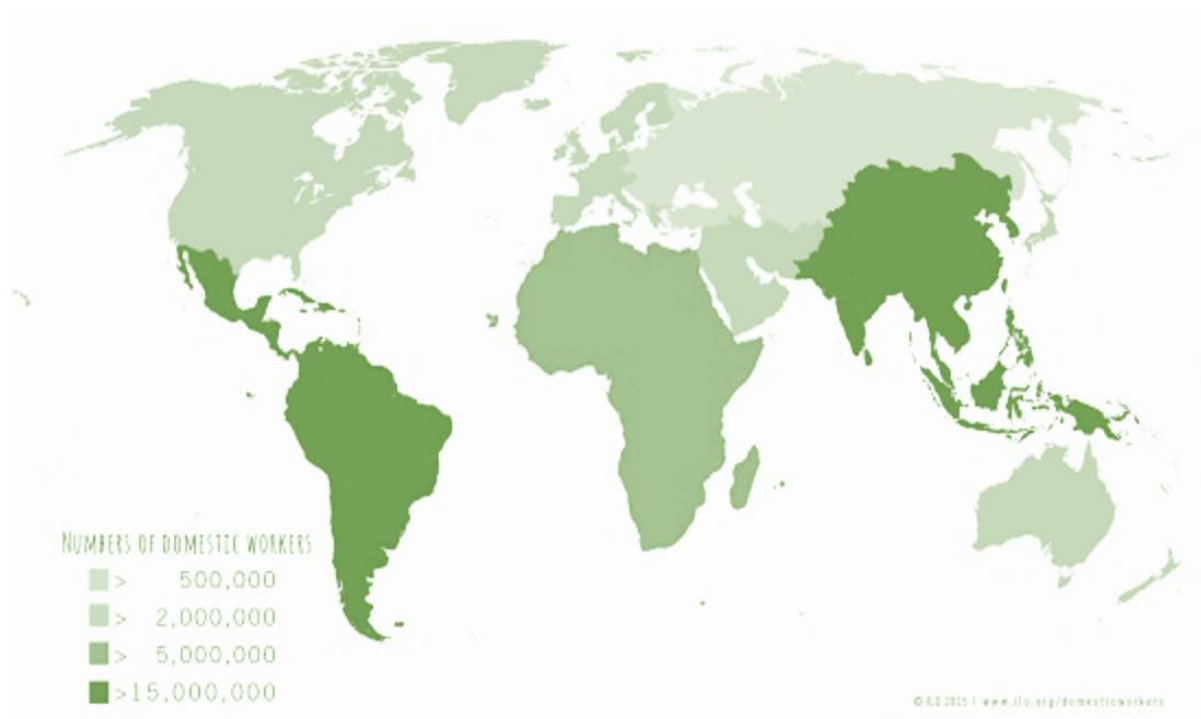 NUMBERS OF DOMESTIC WORKERS
> 500,000
> 2,000,000
> 5,000,000
>15,000,000
© ILO 2015 | www.ilo.org/domesticworkers